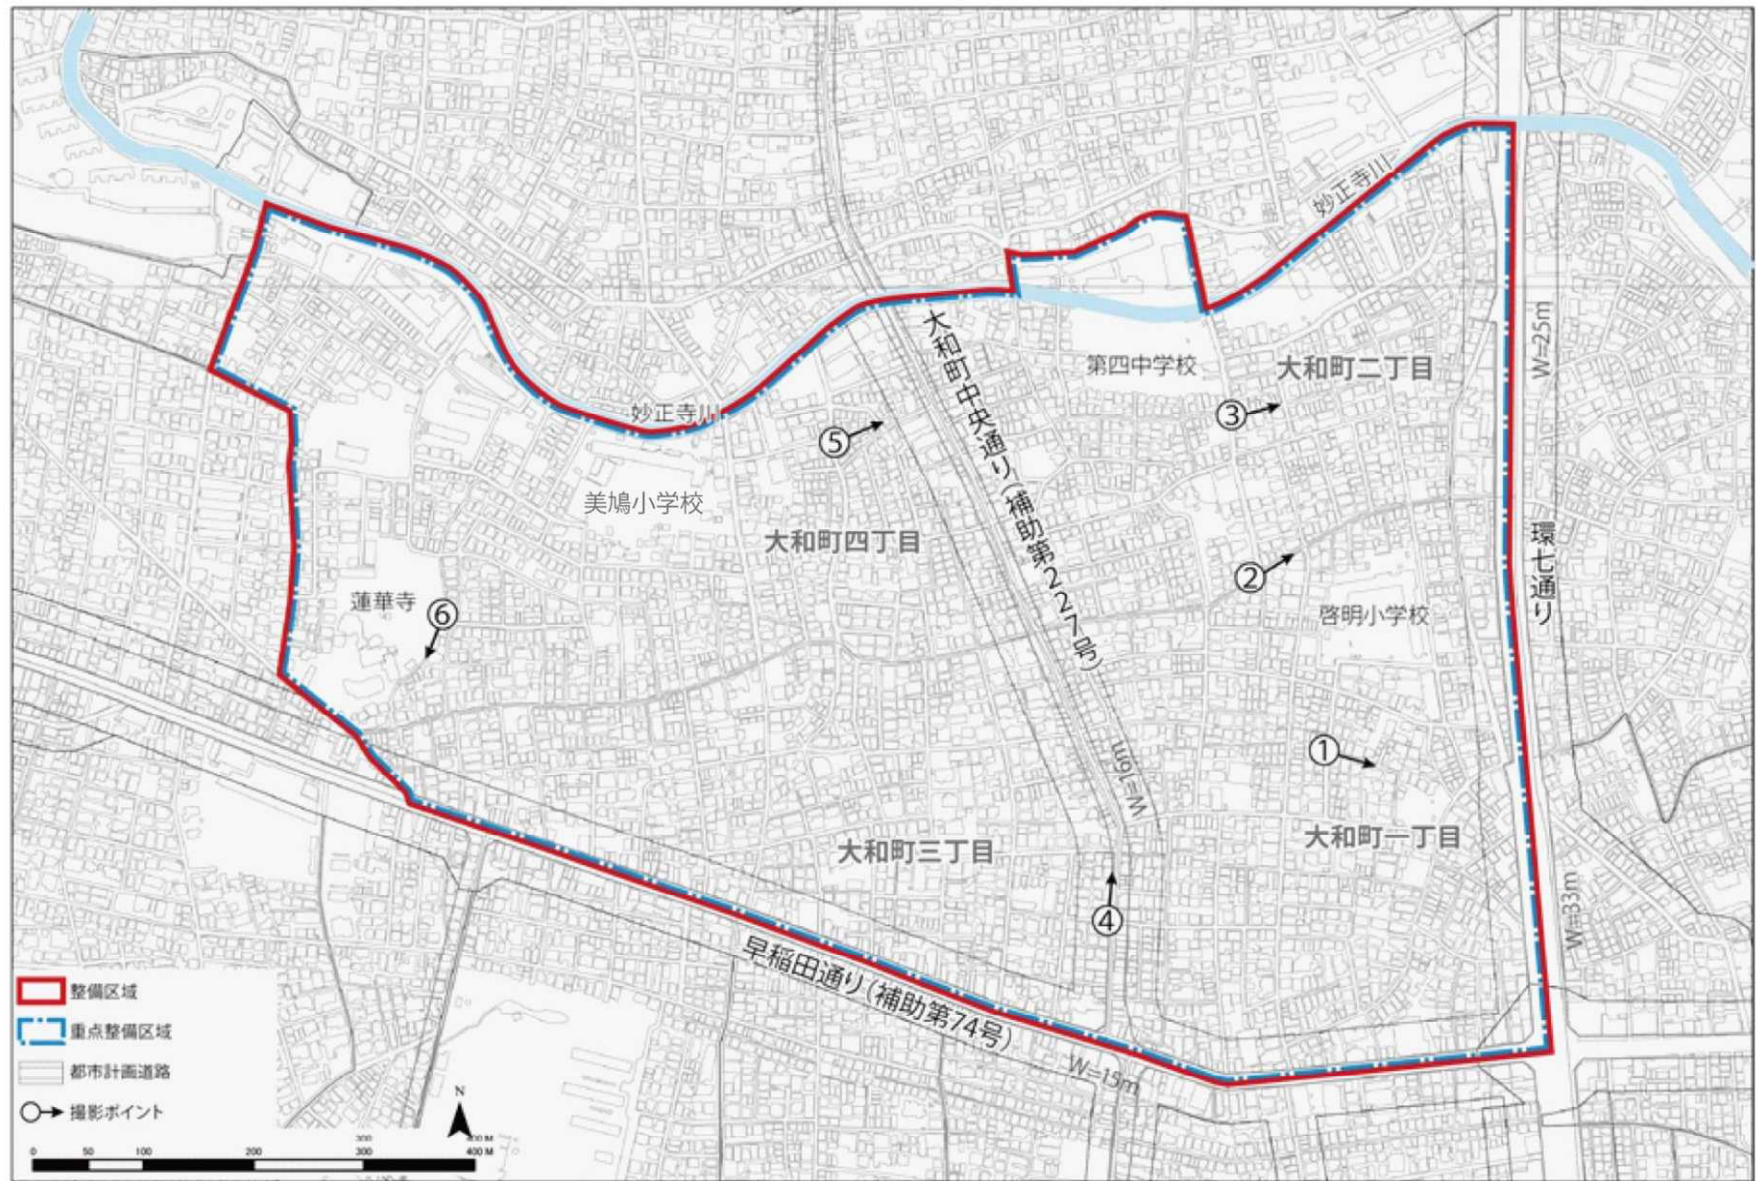 妙正寺川
大和町中央通り(補助第227号)
第四中学校
大和町二丁目
W=25m
③
妙正寺川
⑤
美鳩小学校
大和町四丁目
②
環七通り
蓮華寺
⑥
啓明小学校
①
W=16m
大和町三丁目
大和町一丁目
④
W=33m
早稲田通り(補助第74号)
W=15m
整備区域
重点整備区域
都市計画道路
撮影ポイント
N
300
400 M
0 50 100 200 300 400 M